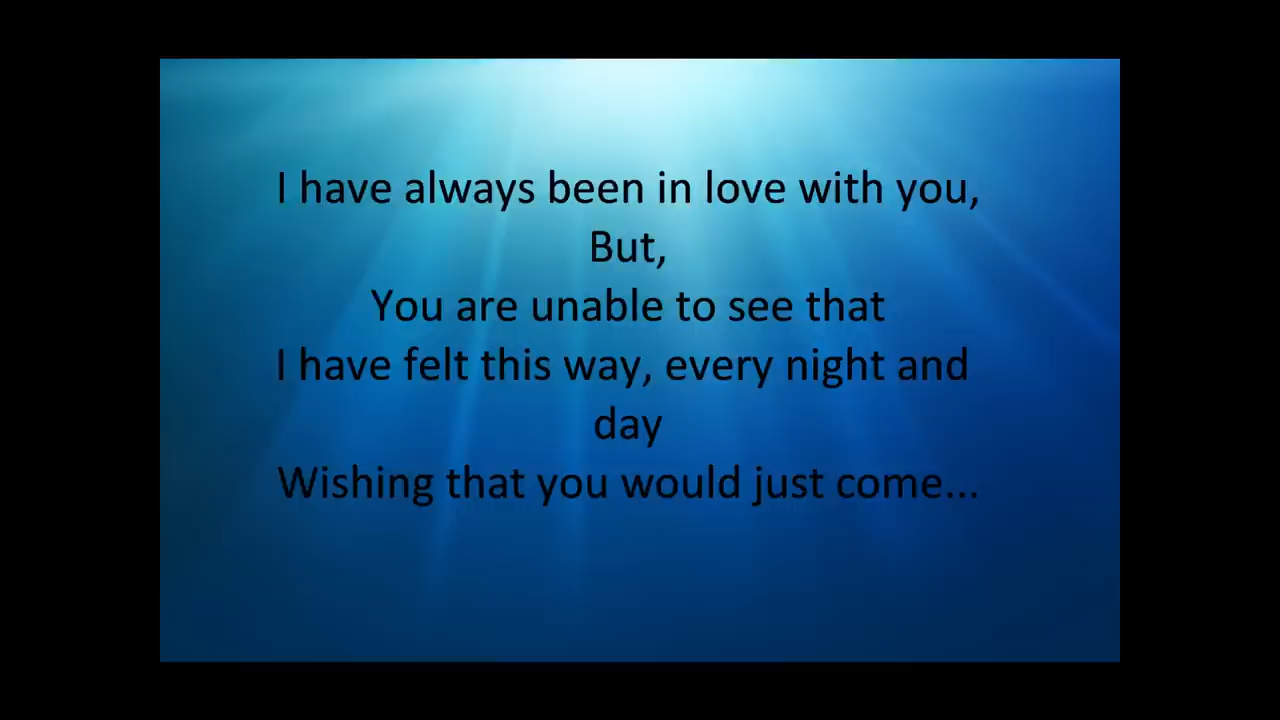 I have always been in love with you,
But,
You are unable to see that
I have felt this way, every night and
day
Wishing that you would just come...